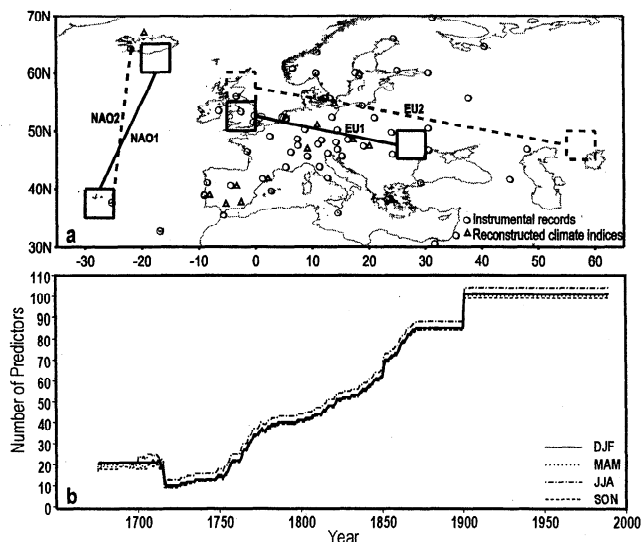 70N
60N
50N
40N
30N
NAO2
NAO1
EU1
EU2
a
Instrumental records
Reconstructed climate indices
-30 -20 -10 0 10 20 30 40 50 60
110
100
90
80
70
60
50
40
30
20
10
0
Number of Predictors
b
DJF
MAM
JJA
SON
1700 1750 1800 1850 1900 1950 2000
Year